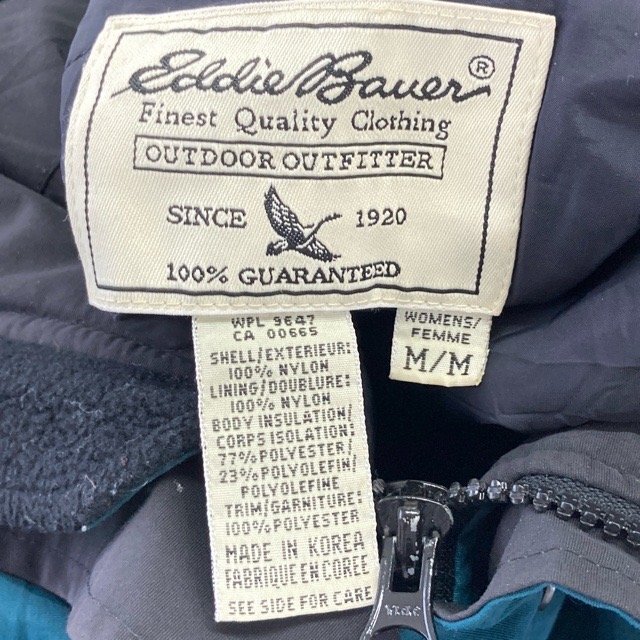 Eddie Bauer®
Finest Quality Clothing
OUTDOOR OUTFITTER
SINCE 1920
100% GUARANTEED
WPL 9647
CA 00665
SHELL/EXTERIEUR:
100% NYLON
LINING/DOUBLURE:
100% NYLON
BODY INSULATION/
CORPS ISOLATION:
77% POLYESTER/
23% POLYOLEFIN/
POLYOLEFINE
TRIM/GARNITURE:
100% POLYESTER
MADE IN KOREA
FABRIQUE EN COREE
SEE SIDE FOR CARE
WOMENS/
FEMME
M/M